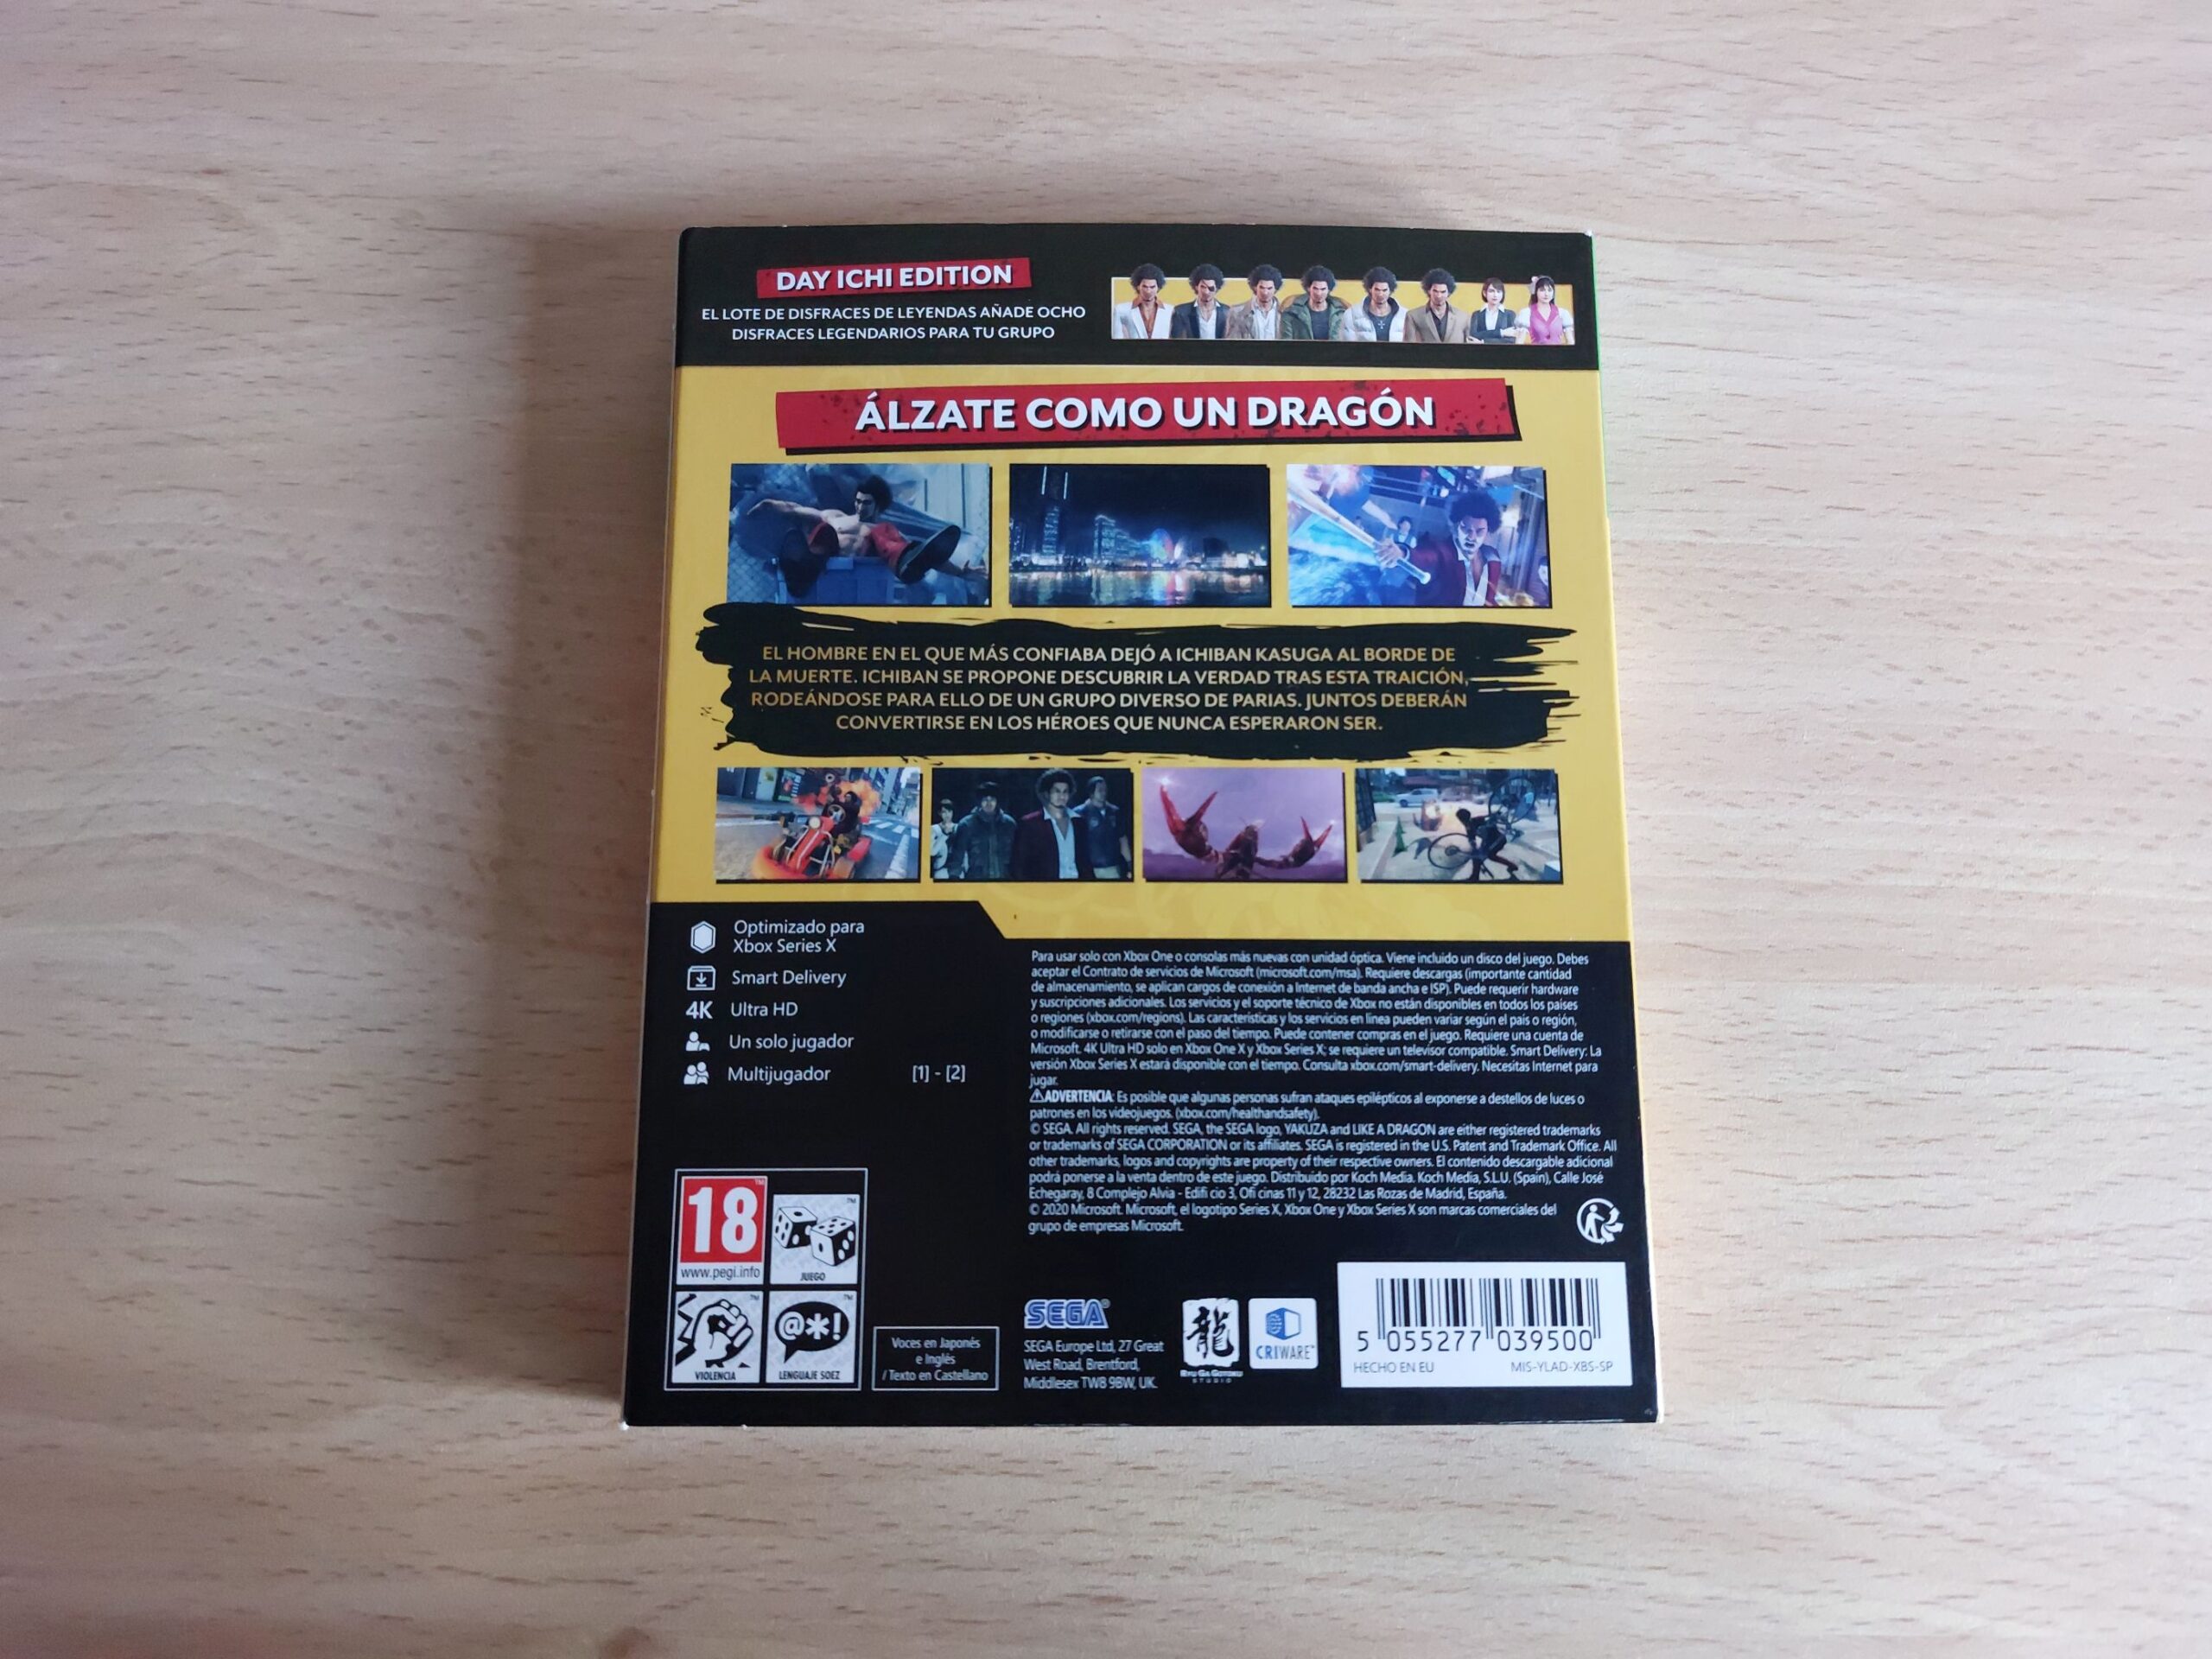 DAY ICHI EDITION
EL LOTE DE DISFRACES DE LEYENDAS AÑADE OCHO
DISFRACES LEGENDARIOS PARA TU GRUPO
ÁLZATE COMO UN DRAGÓN
EL HOMBRE EN EL QUE MÁS CONFIABA DEJÓ A ICHIBAN KASUGA AL BORDE DE
LA MUERTE. ICHIBAN SE PROPONE DESCUBRIR LA VERDAD TRAS ESTA TRAICIÓN,
RODEÁNDOSE PARA ELLO DE UN GRUPO DIVERSO DE PARIAS. JUNTOS DEBERÁN
CONVERTIRSE EN LOS HÉROES QUE NUNCA ESPERARON SER.
Optimizado para
Xbox Series X
Smart Delivery
4K Ultra HD
Un solo jugador
Multijugador [1] - [2]
Para usar solo con Xbox One o consolas más nuevas con unidad óptica. Viene incluido un disco del juego. Debes
aceptar el Contrato de servicios de Microsoft (microsoft.com/msa). Requiere descargas (importante cantidad
de almacenamiento, se aplican cargos de conexión a Internet de banda ancha e ISP). Puede requerir hardware
y suscripciones adicionales. Los servicios y el soporte técnico de Xbox no están disponibles en todos los países
o regiones (xbox.com/regions). Las características y los servicios en línea pueden variar según el país o región,
o modificarse o retirarse con el paso del tiempo. Puede contener compras en el juego. Requiere una cuenta de
Microsoft. 4K Ultra HD solo en Xbox One X y Xbox Series X; se requiere un televisor compatible. Smart Delivery: La
versión Xbox Series X estará disponible con el tiempo. Consulta xbox.com/smart-delivery. Necesitas Internet para
jugar.
⚠ADVERTENCIA: Es posible que algunas personas sufran ataques epilépticos al exponerse a destellos de luces o
patrones en los videojuegos. (xbox.com/healthandsafety).
© SEGA. All rights reserved. SEGA, the SEGA logo, YAKUZA and LIKE A DRAGON are either registered trademarks
or trademarks of SEGA CORPORATION or its affiliates. SEGA is registered in the U.S. Patent and Trademark Office. All
other trademarks, logos and copyrights are property of their respective owners. El contenido descargable adicional
podrá ponerse a la venta dentro de este juego. Distribuido por Koch Media. Koch Media, S.L.U. (Spain), Calle José
Echegaray, 8 Complejo Alvia - Edifi cio 3, Ofi cinas 11 y 12, 28232 Las Rozas de Madrid, España.
© 2020 Microsoft. Microsoft, el logotipo Series X, Xbox One y Xbox Series X son marcas comerciales del
grupo de empresas Microsoft.
18™
www.pegi.info
™
JUEGO
™
VIOLENCIA
@*!™
LENGUAJE SOEZ
Voces en Japonés
e Inglés
/ Texto en Castellano
SEGA®
SEGA Europe Ltd, 27 Great
West Road, Brentford,
Middlesex TW8 9BW, UK.
龍
RYU GA GOTOKU
STUDIO
CRIWARE™
5 055277 039500
HECHO EN EU MIS-YLAD-XBS-SP